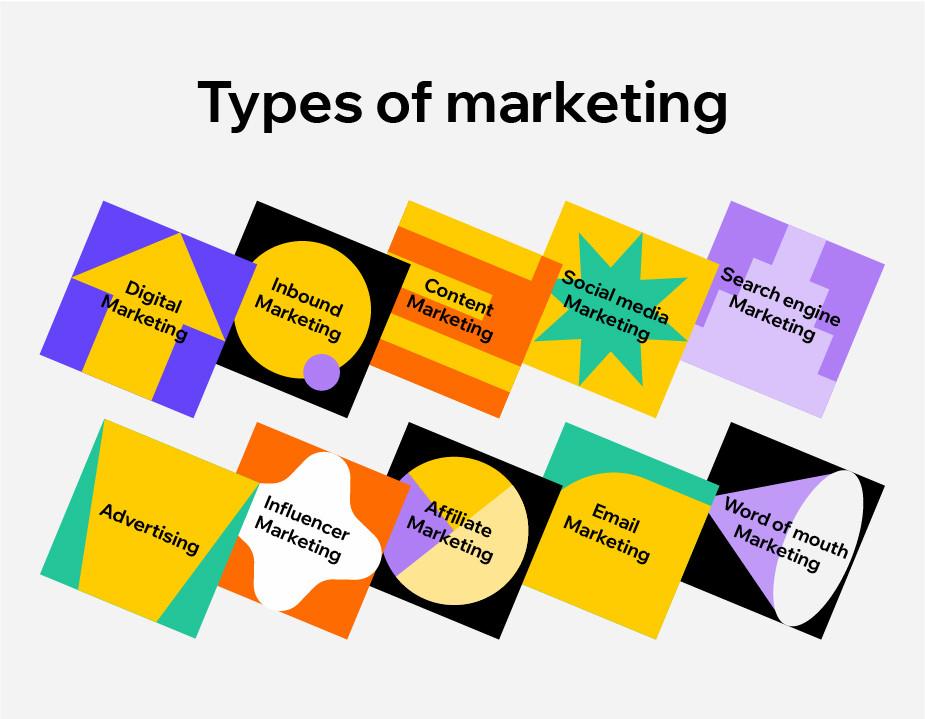 Types of marketing
Digital
Marketing
Inbound
Marketing
Content
Marketing
Social media
Marketing
Search engine
Marketing
Advertising
Influencer
Marketing
Affiliate
Marketing
Email
Marketing
Word of mouth
Marketing